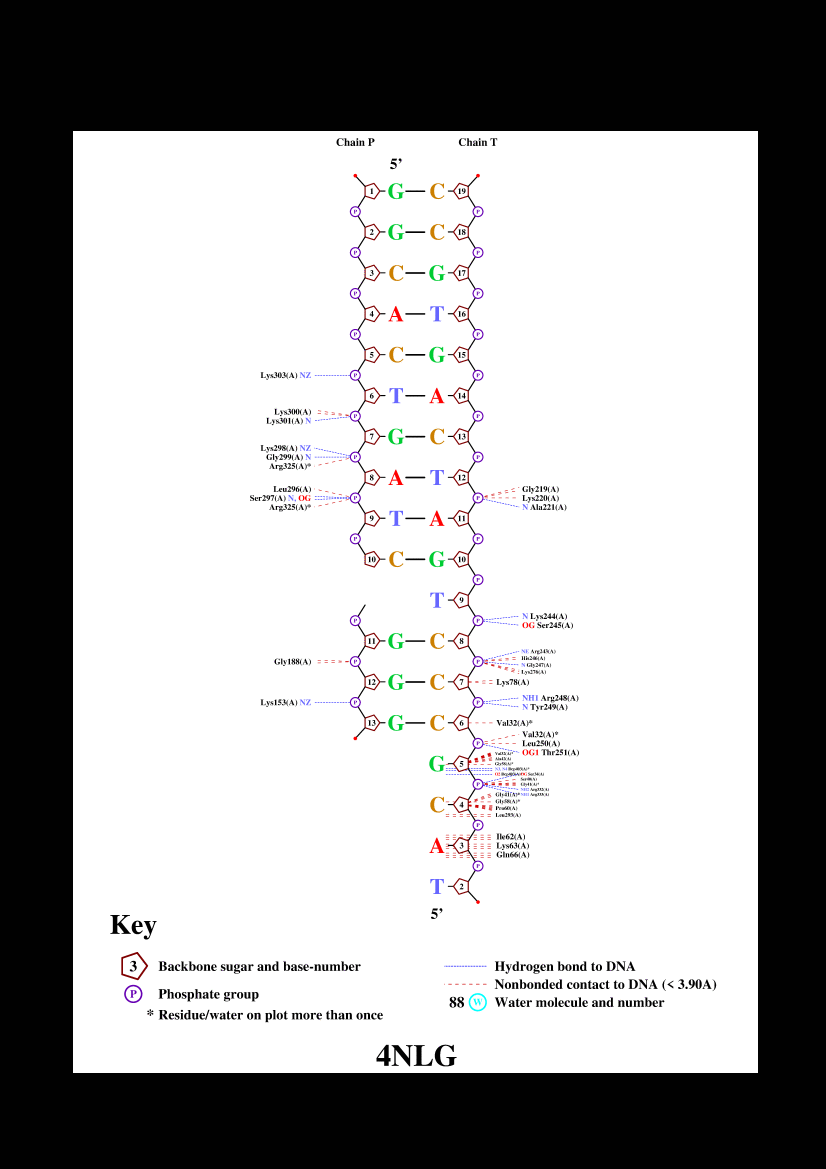 Chain P Chain T
5’
1 G C 19
P P
2 G C 18
P P
3 C G 17
P P
4 A T 16
P P
5 C G 15
Lys303(A) NZ P P
6 T A 14
Lys300(A)
P P
Lys301(A) N
7 G C 13
Lys298(A) NZ
Gly299(A) N P P
Arg325(A)*
8 A T 12
Leu296(A) Gly219(A)
Ser297(A) N, OG P P Lys220(A)
Arg325(A)* N Ala221(A)
9 T A 11
P P
10 C G 10
P
T 9
P P N Lys244(A)
OG Ser245(A)
11 G C 8
NE Arg243(A)
His246(A)
Gly188(A) P P N Gly247(A)
Lys276(A)
12 G C 7 Lys78(A)
NH1 Arg248(A)
Lys153(A) NZ P P
N Tyr249(A)
13 G C 6 Val32(A)*
Val32(A)*
P Leu250(A)
OG1 Thr251(A)
G 5
P
C 4
Gly58(A)*
Pro60(A)
Leu293(A)
P
Ile62(A)
A 3 Lys63(A)
Gln66(A)
P
T 2
5’
Key
3 Backbone sugar and base-number Hydrogen bond to DNA
Nonbonded contact to DNA (< 3.90A)
P Phosphate group 88 W Water molecule and number
* Residue/water on plot more than once
4NLG